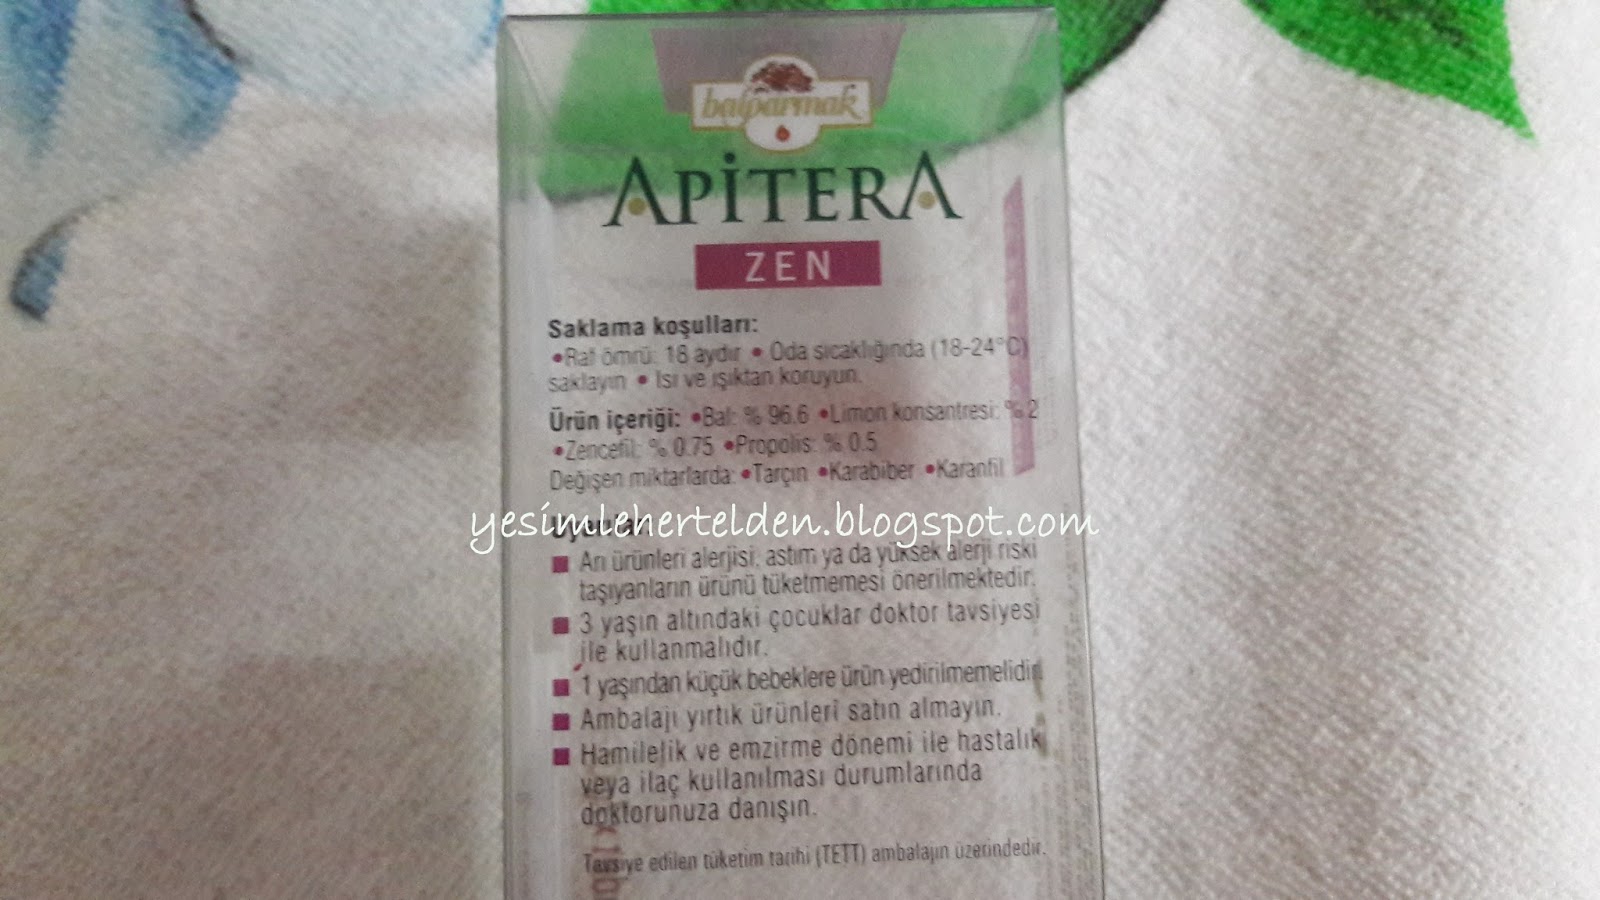 balparmak
APİTERA
ZEN
Saklama koşulları:
•Raf ömrü: 18 aydır • Oda sıcaklığında (18-24°C)
saklayın • Isı ve ışıktan koruyun.
Ürün içeriği: •Bal: % 96.6 •Limon konsantresi: % 2
•Zencefil: % 0.75 •Propolis: % 0.5
Değişen miktarlarda: •Tarçın •Karabiber •Karanfil
yesimlehertelden.blogspot.com
■ Arı ürünleri alerjisi, astım ya da yüksek alerji riski
taşıyanların ürünü tüketmemesi önerilmektedir.
■ 3 yaşın altındaki çocuklar doktor tavsiyesi
ile kullanmalıdır.
■ 1 yaşından küçük bebeklere ürün yedirilmemelidir.
■ Ambalajı yırtık ürünleri satın almayın.
■ Hamilelik ve emzirme dönemi ile hastalık
veya ilaç kullanılması durumlarında
doktorunuza danışın.
Tavsiye edilen tüketim tarihi (TETT) ambalajın üzerindedir.